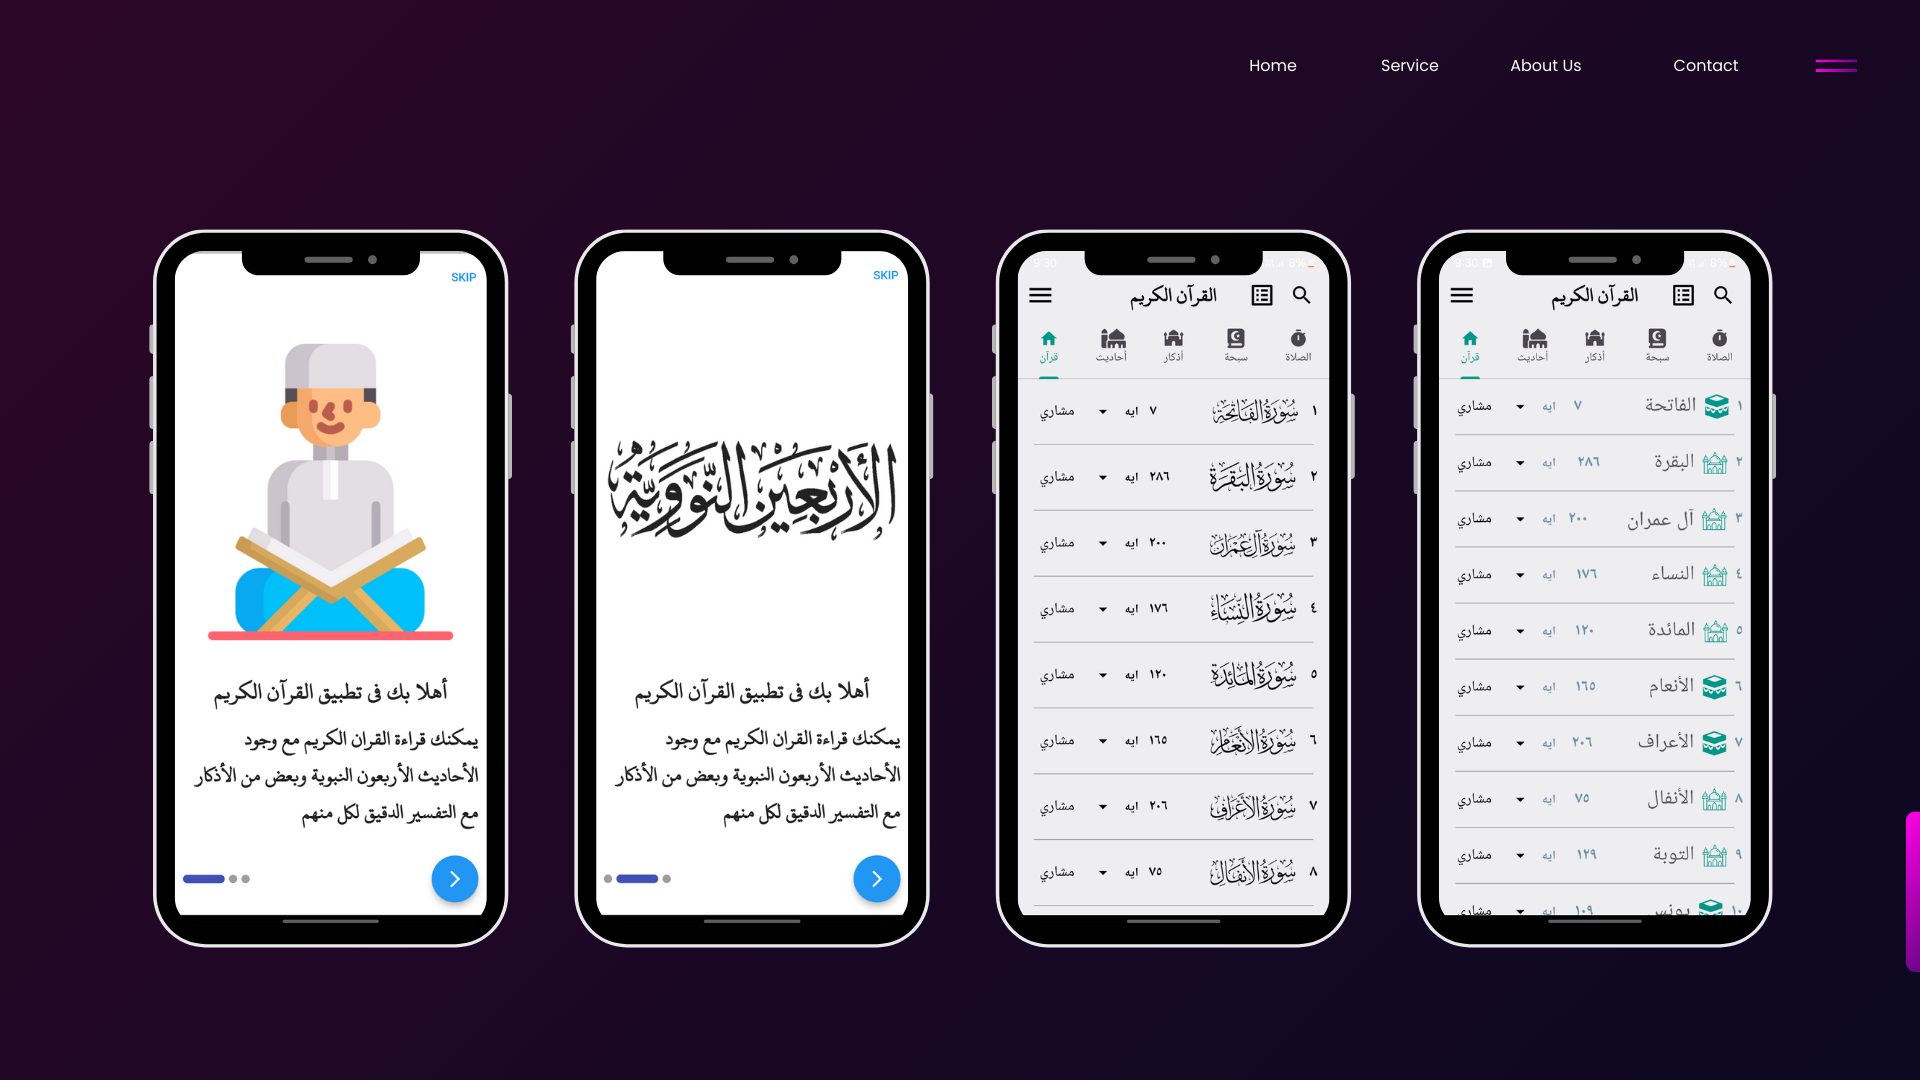 Home Service About Us Contact
SKIP
أهلا بك فى تطبيق القرآن الكريم
يمكنك قراءة القران الكريم مع وجود
الأحاديث الأربعون النبوية وبعض من الأذكار
مع التفسير الدقيق لكل منهم
SKIP
الأربعين النووية
أهلا بك فى تطبيق القرآن الكريم
يمكنك قراءة القران الكريم مع وجود
الأحاديث الأربعون النبوية وبعض من الأذكار
مع التفسير الدقيق لكل منهم
9:30 8%
القرآن الكريم
الصلاة سبحة أذكار أحاديث قرآن
١ سورة الفاتحة ٧ ايه مشاري
٢ سورة البقرة ٢٨٦ ايه مشاري
٣ سورة آل عمران ٢٠٠ ايه مشاري
٤ سورة النساء ١٧٦ ايه مشاري
٥ سورة المائدة ١٢٠ ايه مشاري
٦ سورة الأنعام ١٦٥ ايه مشاري
٧ سورة الأعراف ٢٠٦ ايه مشاري
٨ سورة الأنفال ٧٥ ايه مشاري
9:30 8%
القرآن الكريم
الصلاة سبحة أذكار أحاديث قرآن
١ الفاتحة ٧ ايه مشاري
٢ البقرة ٢٨٦ ايه مشاري
٣ آل عمران ٢٠٠ ايه مشاري
٤ النساء ١٧٦ ايه مشاري
٥ المائدة ١٢٠ ايه مشاري
٦ الأنعام ١٦٥ ايه مشاري
٧ الأعراف ٢٠٦ ايه مشاري
٨ الأنفال ٧٥ ايه مشاري
٩ التوبة ١٢٩ ايه مشاري
١٠ يونس ١٠٩ ايه مشاري